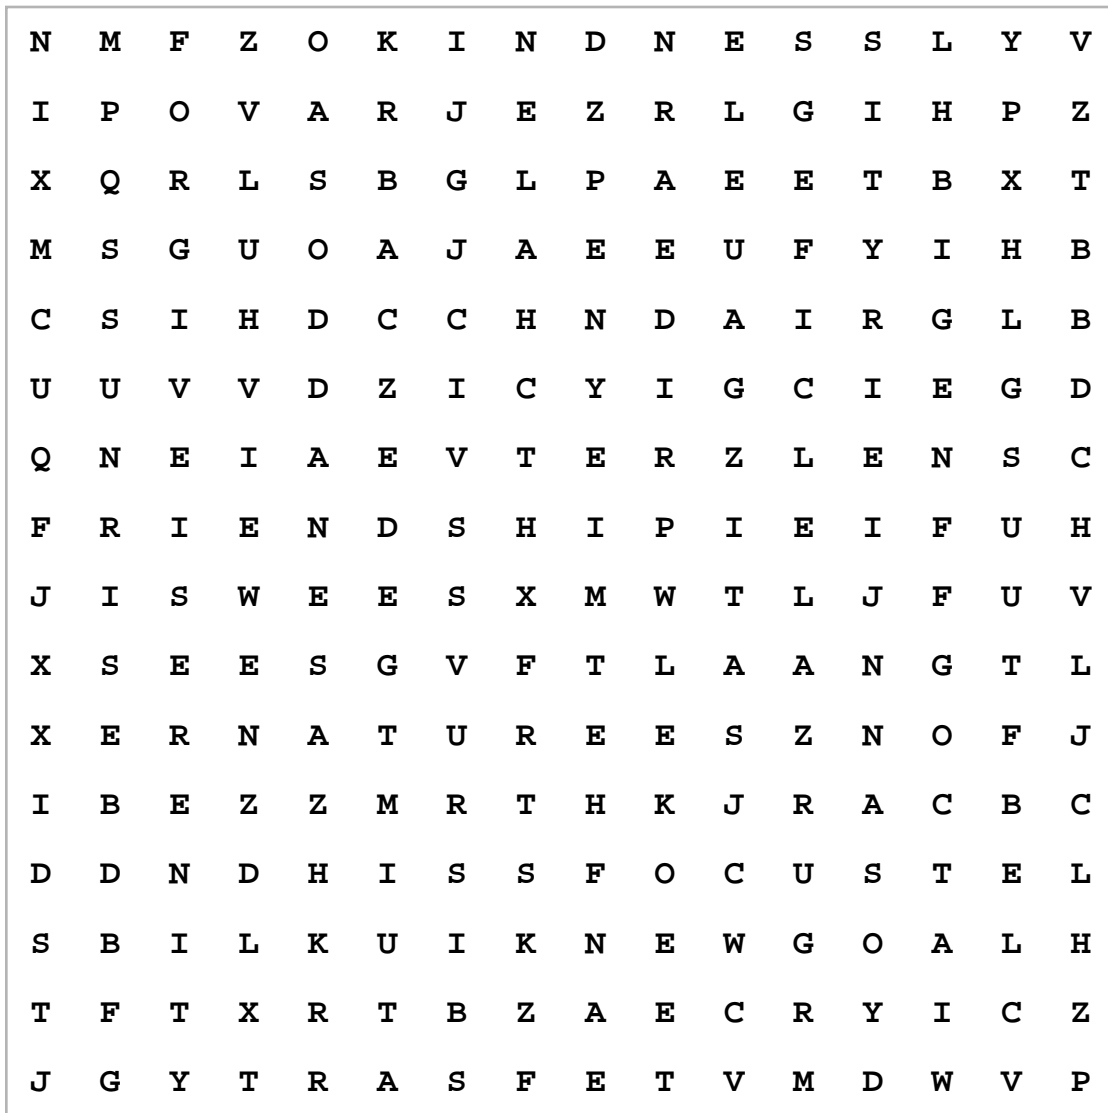 N M F Z O K I N D N E S S L Y V
I P O V A R J E Z R L G I H P Z
X Q R L S B G L P A E E T B X T
M S G U O A J A E E U F Y I H B
C S I H D C C H N D A I R G L B
U U V V D Z I C Y I G C I E G D
Q N E I A E V T E R Z L E N S C
F R I E N D S H I P I E I F U H
J I S W E E S X M W T L J F U V
X S E E S G V F T L A A N G T L
X E R N A T U R E E S Z N O F J
I B E Z Z M R T H K J R A C B C
D D N D H I S S F O C U S T E L
S B I L K U I K N E W G O A L H
T F T X R T B Z A E C R Y I C Z
J G Y T R A S F E T V M D W V P